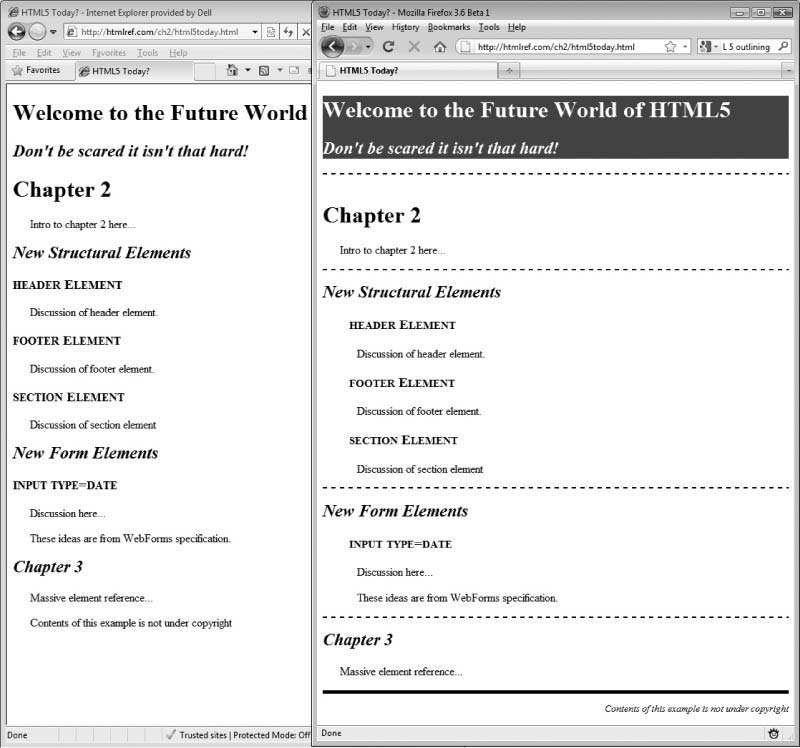 HTML5 Today? - Internet Explorer provided by Dell
http://htmlref.com/ch2/html5today.html
File Edit View Favorites Tools Help
Favorites HTML5 Today?
Welcome to the Future World
Don't be scared it isn't that hard!
Chapter 2
Intro to chapter 2 here...
New Structural Elements
HEADER ELEMENT
Discussion of header element.
FOOTER ELEMENT
Discussion of footer element.
SECTION ELEMENT
Discussion of section element
New Form Elements
INPUT TYPE=DATE
Discussion here...
These ideas are from WebForms specification.
Chapter 3
Massive element reference...
Contents of this example is not under copyright
Done Trusted sites | Protected Mode: Off
HTML5 Today? - Mozilla Firefox 3.6 Beta 1
File Edit View History Bookmarks Tools Help
http://htmlref.com/ch2/html5today.html L 5 outlining
HTML5 Today?
Welcome to the Future World of HTML5
Don't be scared it isn't that hard!
Chapter 2
Intro to chapter 2 here...
New Structural Elements
HEADER ELEMENT
Discussion of header element.
FOOTER ELEMENT
Discussion of footer element.
SECTION ELEMENT
Discussion of section element
New Form Elements
INPUT TYPE=DATE
Discussion here...
These ideas are from WebForms specification.
Chapter 3
Massive element reference...
Contents of this example is not under copyright
Done